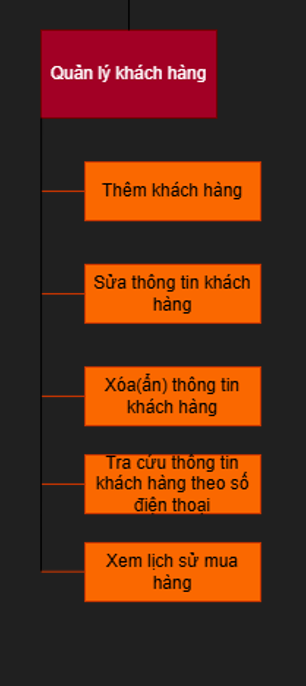 Quản lý khách hàng
Thêm khách hàng
Sửa thông tin khách
hàng
Xóa(ẩn) thông tin
khách hàng
Tra cứu thông tin
khách hàng theo số
điện thoại
Xem lịch sử mua
hàng